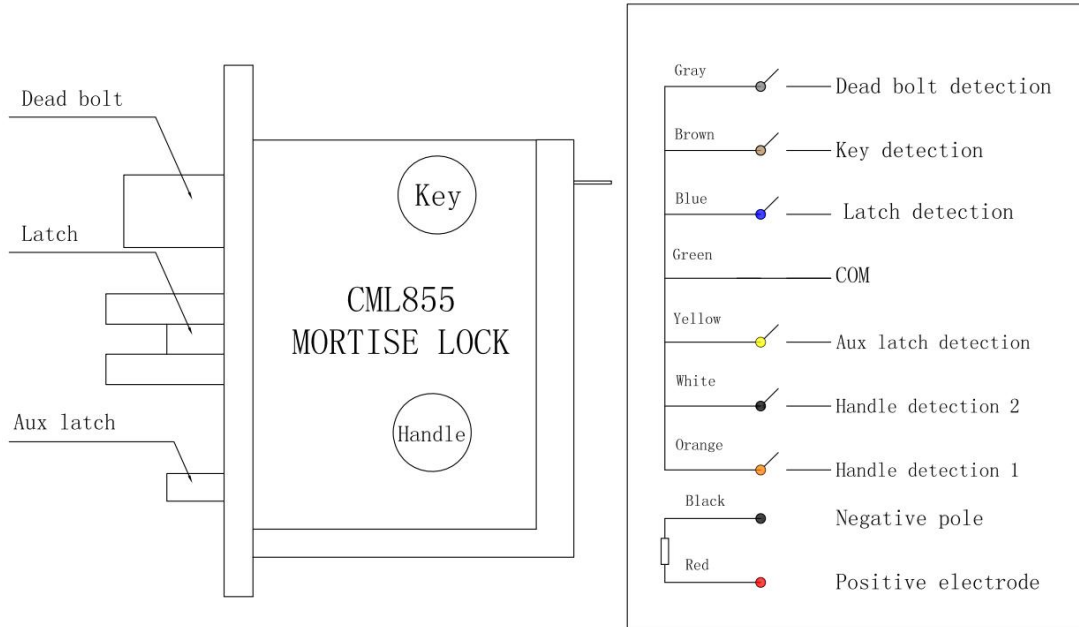 Dead bolt
Latch
Aux latch
Key
CML855
MORTISE LOCK
Handle
Gray
Dead bolt detection
Brown
Key detection
Blue
Latch detection
Green
COM
Yellow
Aux latch detection
White
Handle detection 2
Orange
Handle detection 1
Black
Negative pole
Red
Positive electrode